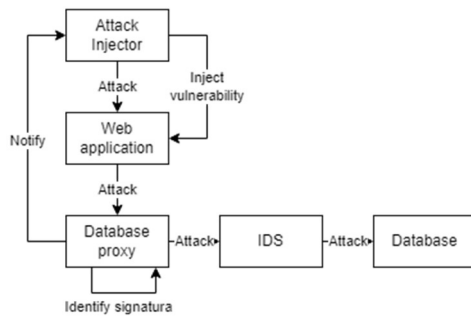 Attack
Injector
Inject
vulnerability
Attack
Notify
Web
application
Attack
Database
proxy
Attack
IDS
Attack
Database
Identify signatura